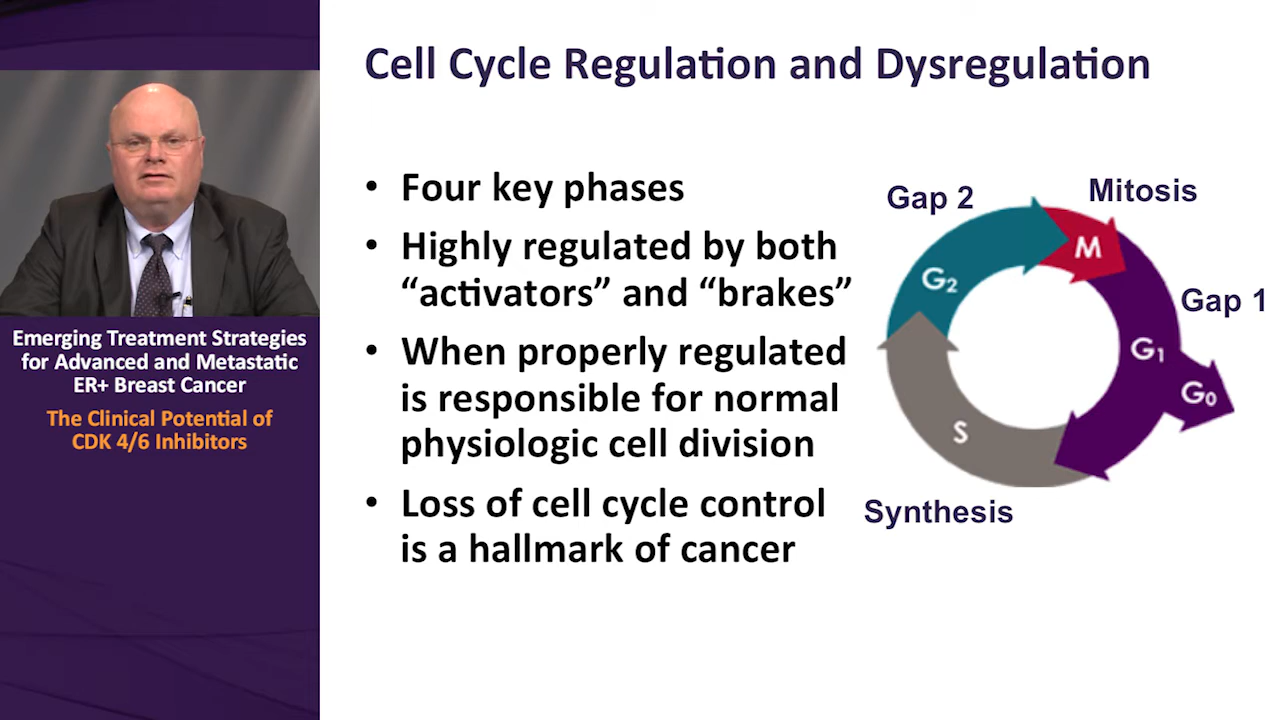 Cell Cycle Regulation and Dysregulation
Emerging Treatment Strategies
for Advanced and Metastatic
ER+ Breast Cancer
The Clinical Potential of
CDK 4/6 Inhibitors
• Four key phases
• Highly regulated by both
“activators” and “brakes”
• When properly regulated
is responsible for normal
physiologic cell division
• Loss of cell cycle control
is a hallmark of cancer
Gap 2
Mitosis
M
G₂
Gap 1
G₁
G₀
S
Synthesis